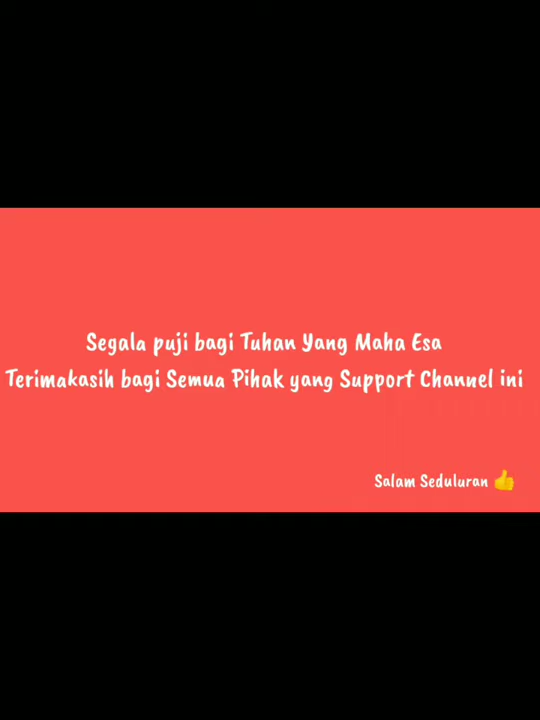 Segala puji bagi Tuhan Yang Maha Esa
Terimakasih bagi Semua Pihak yang Support Channel ini
Salam Seduluran 👍